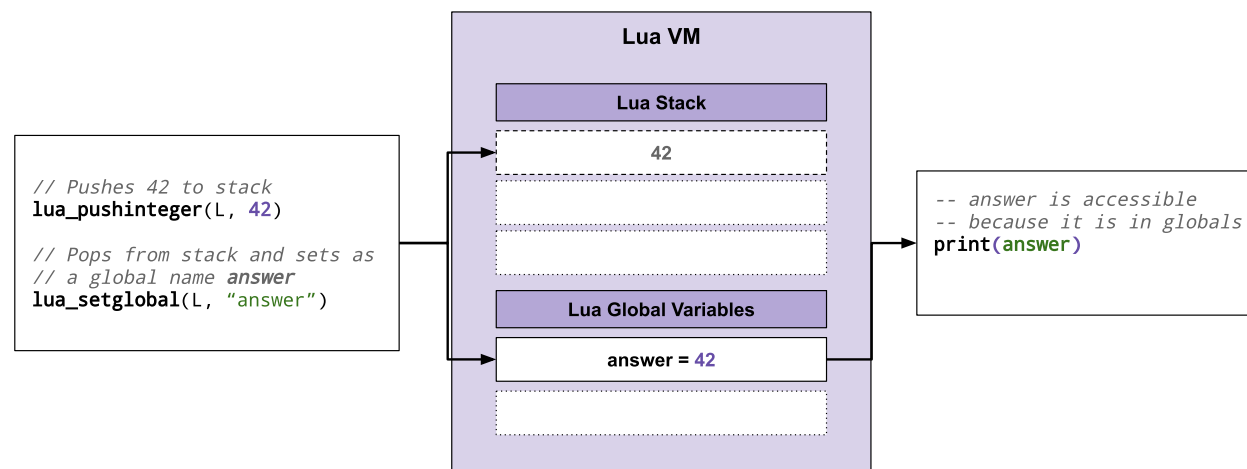 // Pushes 42 to stack
lua_pushinteger(L, 42)
// Pops from stack and sets as
// a global name answer
lua_setglobal(L, “answer”)
Lua VM
Lua Stack
42
Lua Global Variables
answer = 42
-- answer is accessible
-- because it is in globals
print(answer)